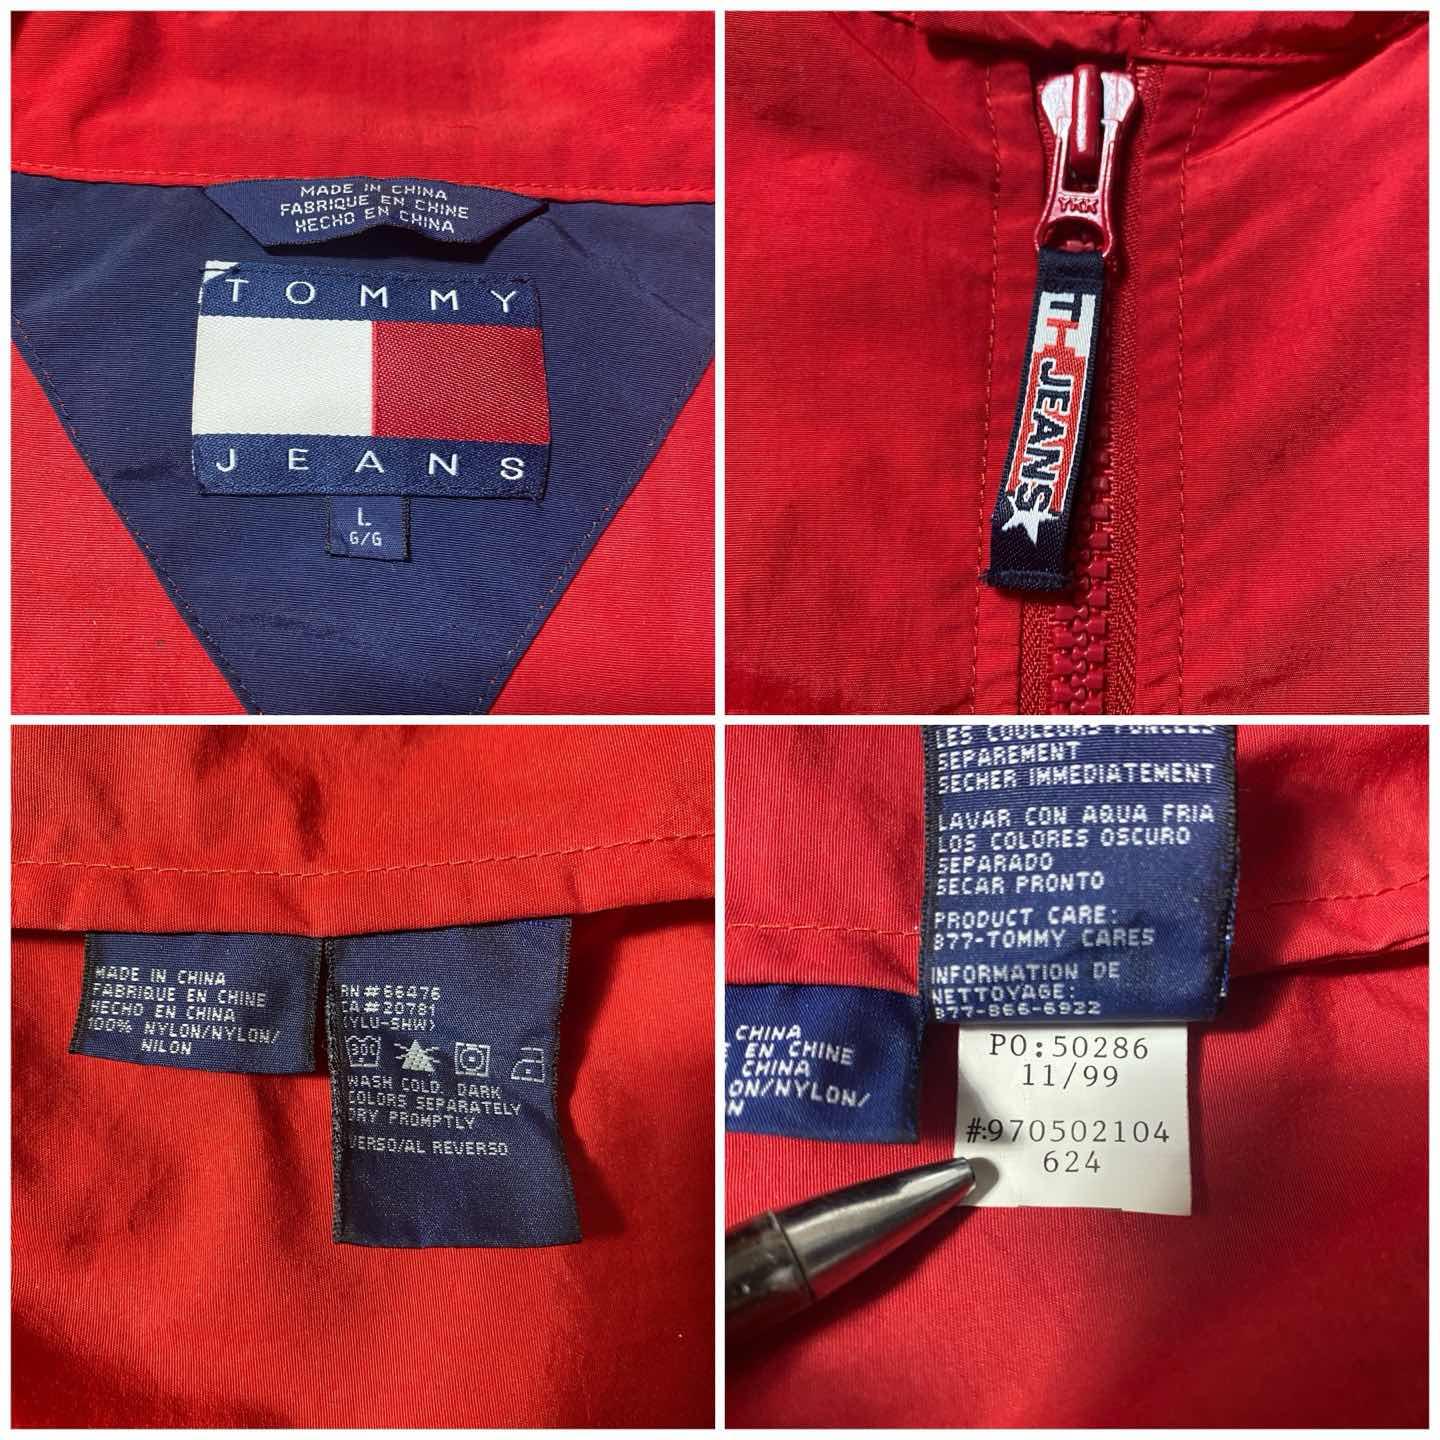 MADE IN CHINA
FABRIQUE EN CHINE
HECHO EN CHINA
TOMMY
JEANS
L
G/G
YKK
JEANS
MADE IN CHINA
FABRIQUE EN CHINE
HECHO EN CHINA
100% NYLON/NYLON/
NILON
RN#66476
CA#20781
(YLU-SHW)
WASH COLD DARK
COLORS SEPARATELY
DRY PROMPTLY
VERSO/AL REVERSO
LES COULEURS FONCEES
SEPAREMENT
SECHER IMMEDIATEMENT
LAVAR CON AQUA FRIA
LOS COLORES OSCURO
SEPARADO
SECAR PRONTO
PRODUCT CARE:
877-TOMMY CARES
INFORMATION DE
NETTOYAGE:
877-866-6922
CHINA
EN CHINE
CHINA
ON/NYLON/
N
PO:50286
11/99
#:970502104
624